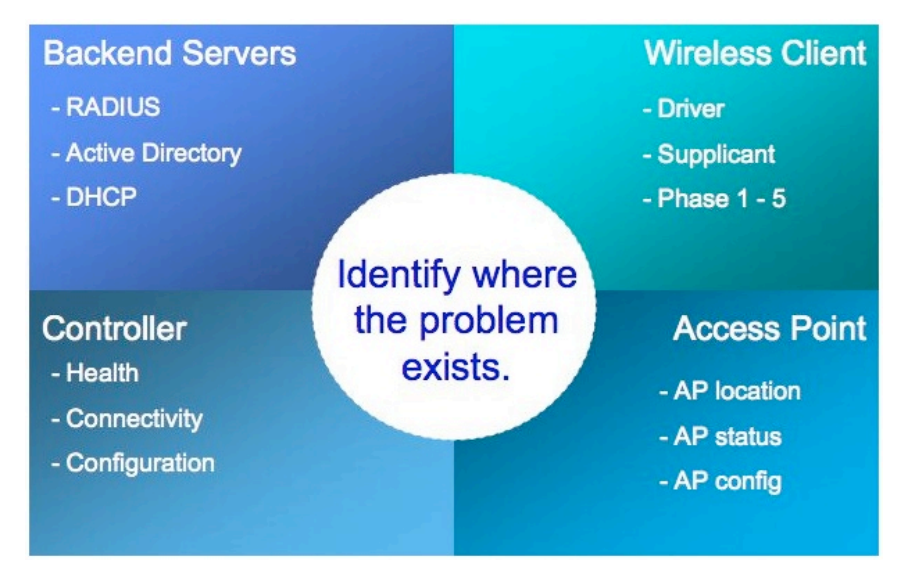 Backend Servers
- RADIUS
- Active Directory
- DHCP
Wireless Client
- Driver
- Supplicant
- Phase 1 - 5
Identify where
the problem
exists.
Controller
- Health
- Connectivity
- Configuration
Access Point
- AP location
- AP status
- AP config